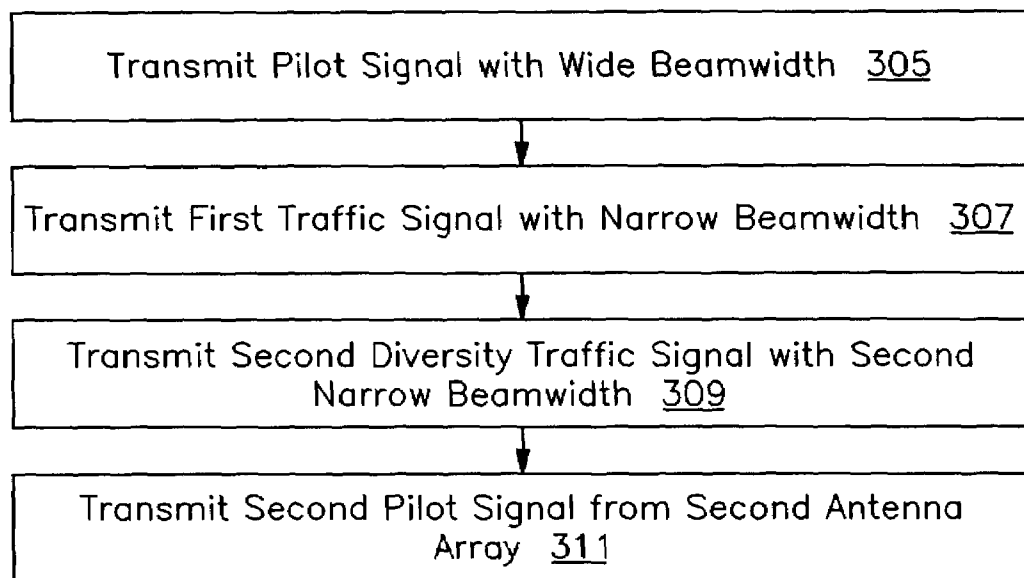 Transmit Pilot Signal with Wide Beamwidth 305
Transmit First Traffic Signal with Narrow Beamwidth 307
Transmit Second Diversity Traffic Signal with Second
Narrow Beamwidth 309
Transmit Second Pilot Signal from Second Antenna
Array 311